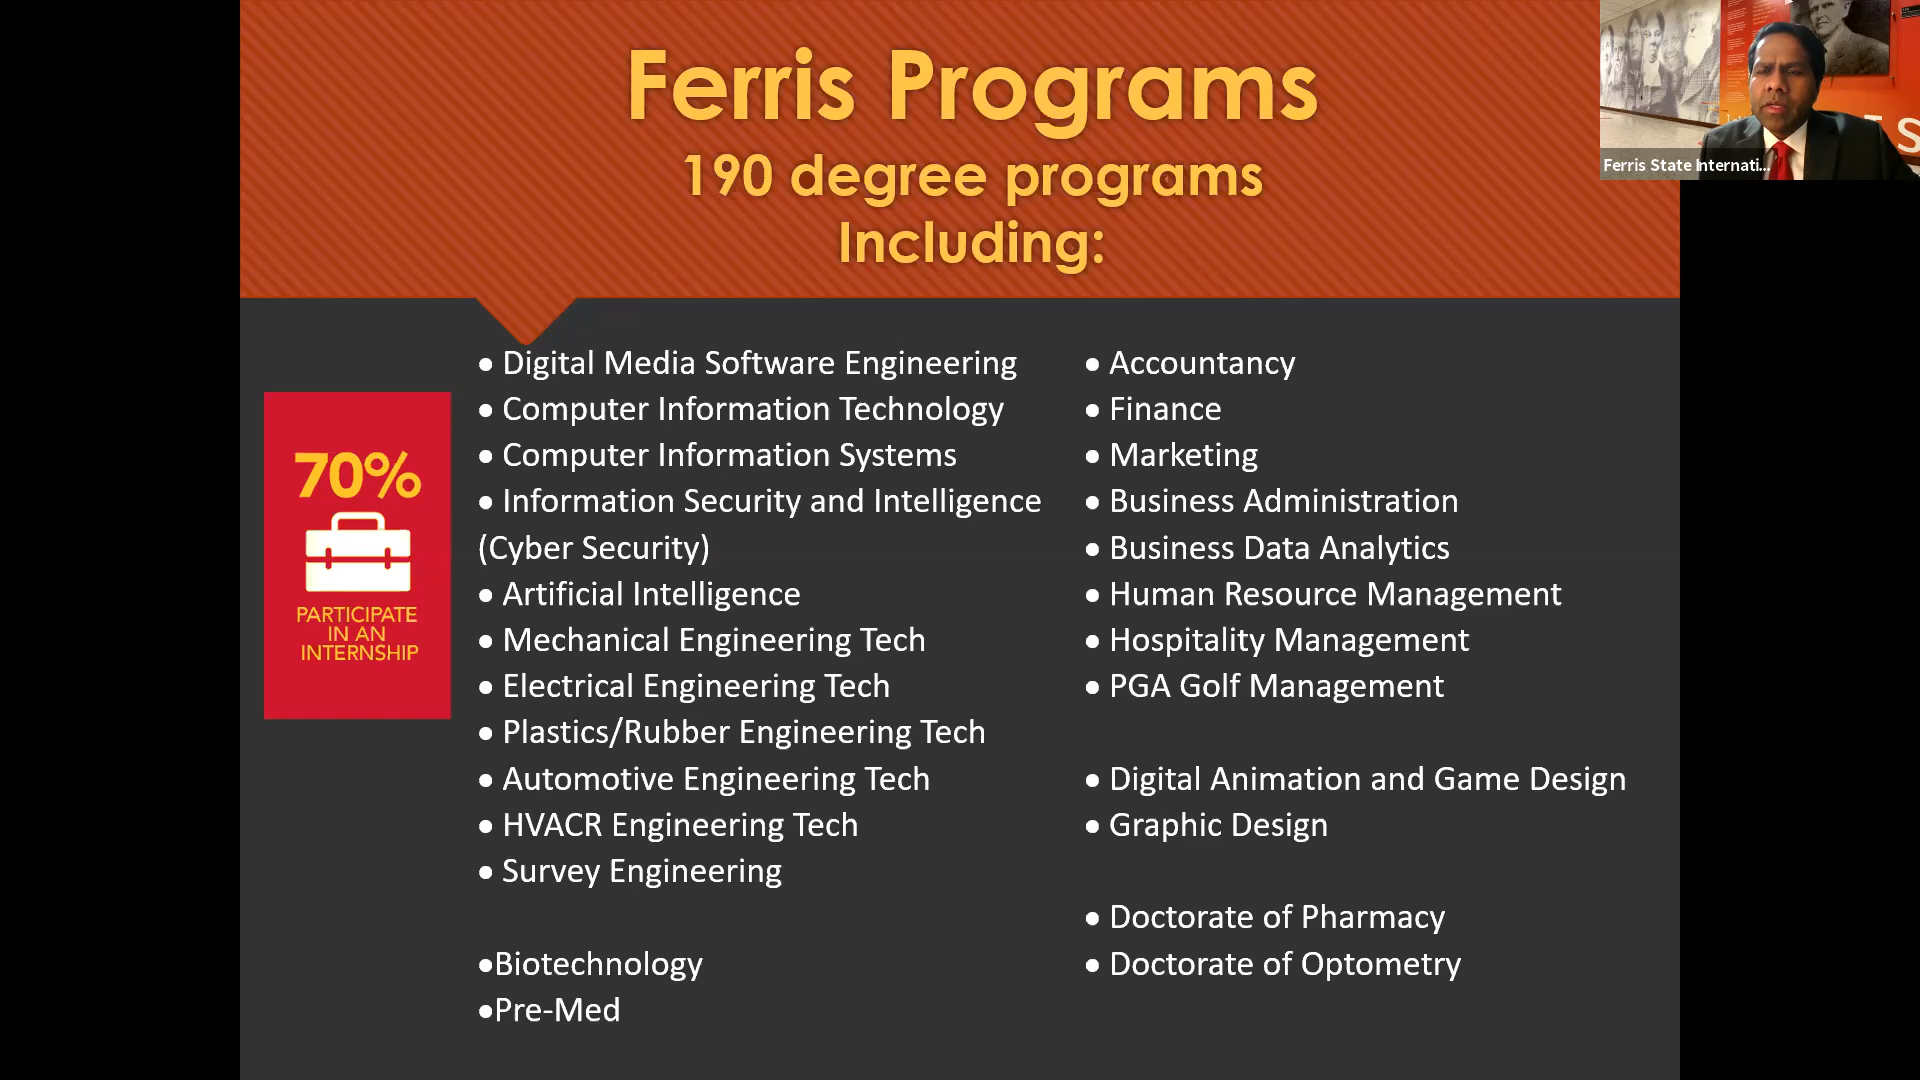 Ferris Programs
190 degree programs
Including:
Ferris State Internati...
S
70%
PARTICIPATE
IN AN
INTERNSHIP
• Digital Media Software Engineering
• Computer Information Technology
• Computer Information Systems
• Information Security and Intelligence
(Cyber Security)
• Artificial Intelligence
• Mechanical Engineering Tech
• Electrical Engineering Tech
• Plastics/Rubber Engineering Tech
• Automotive Engineering Tech
• HVACR Engineering Tech
• Survey Engineering
•Biotechnology
•Pre-Med
• Accountancy
• Finance
• Marketing
• Business Administration
• Business Data Analytics
• Human Resource Management
• Hospitality Management
• PGA Golf Management
• Digital Animation and Game Design
• Graphic Design
• Doctorate of Pharmacy
• Doctorate of Optometry